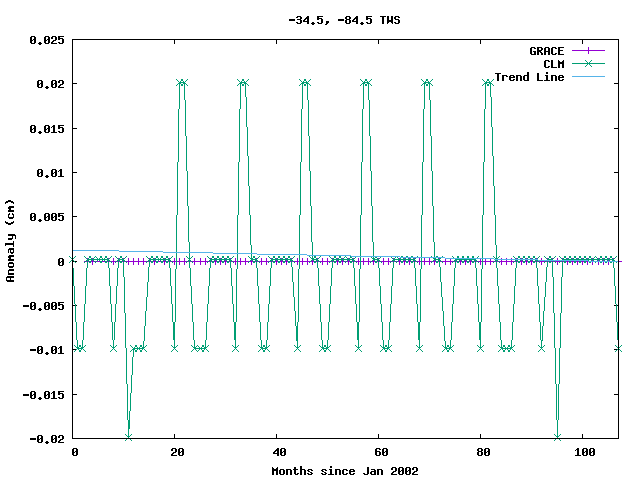 -34.5, -84.5 TWS
GRACE
CLM
Trend Line
0.025
0.02
0.015
0.01
0.005
0
-0.005
-0.01
-0.015
-0.02
Anomaly (cm)
0 20 40 60 80 100
Months since Jan 2002